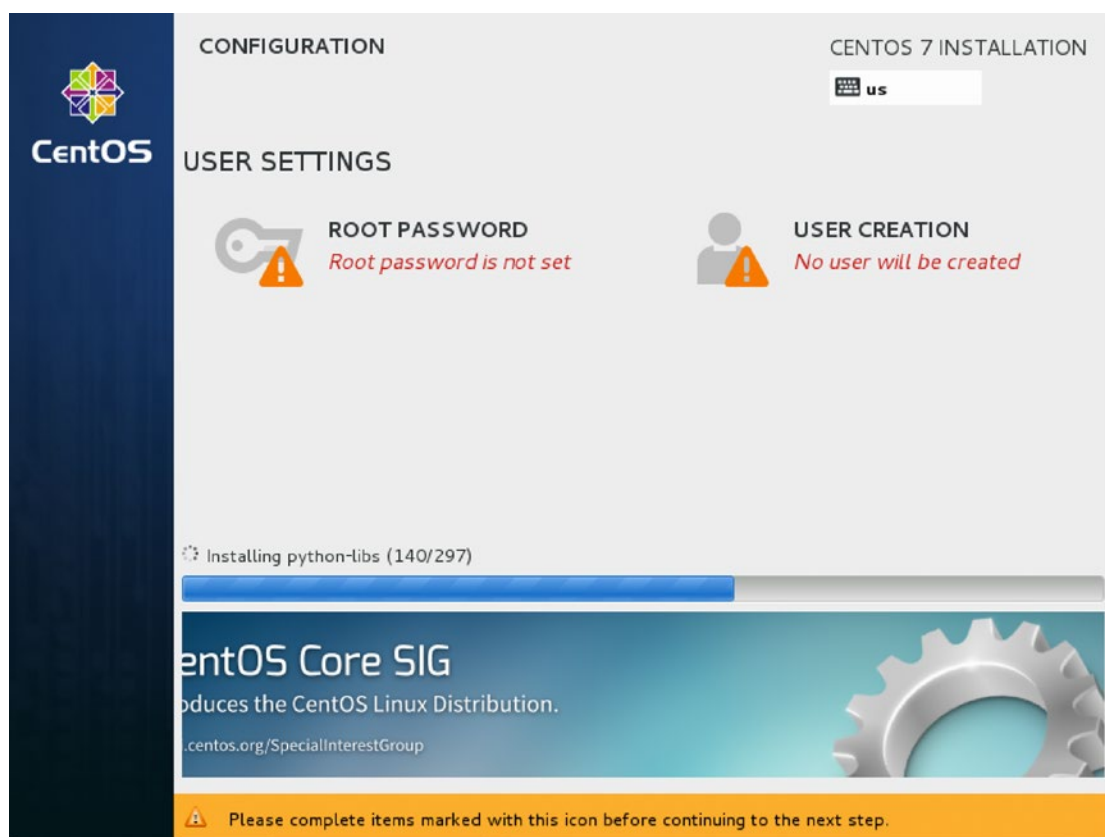 CONFIGURATION
CENTOS 7 INSTALLATION
us
CentOS
USER SETTINGS
ROOT PASSWORD
Root password is not set
USER CREATION
No user will be created
Installing python-libs (140/297)
entOS Core SIG
oduces the CentOS Linux Distribution.
.centos.org/SpecialInterestGroup
Please complete items marked with this icon before continuing to the next step.